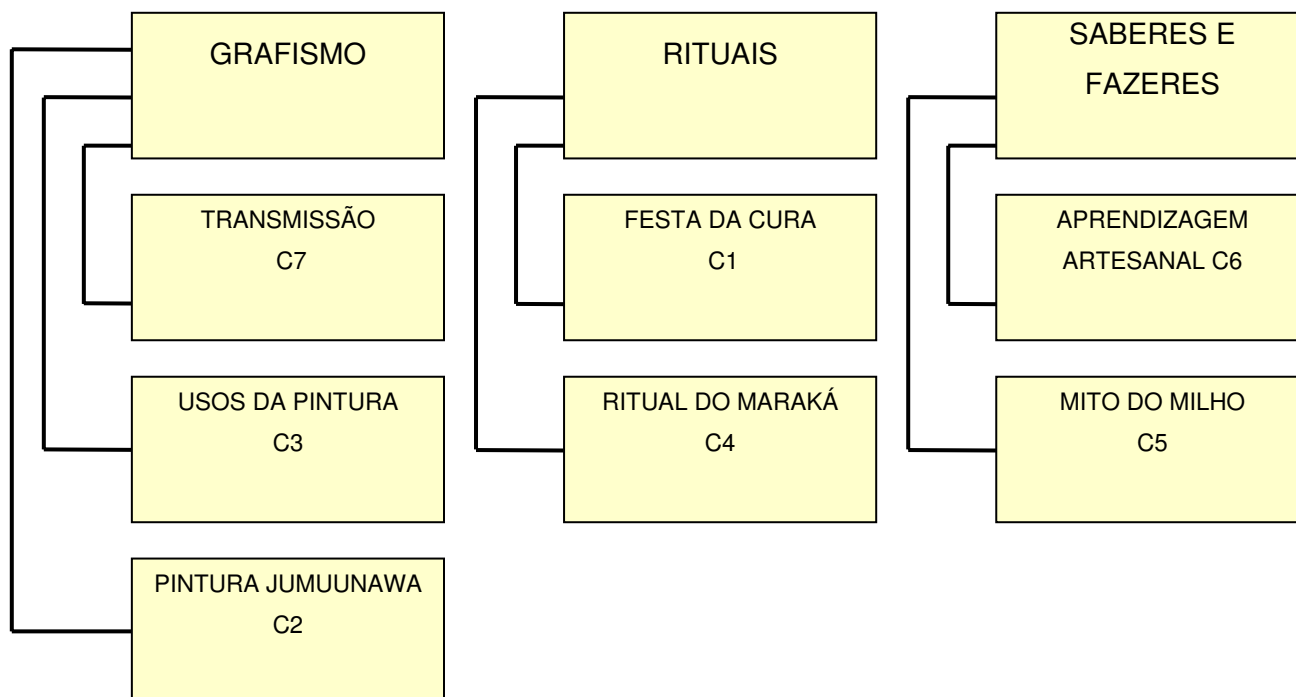 GRAFISMO
TRANSMISSÃO
C7
USOS DA PINTURA
C3
PINTURA JUMUUNAWA
C2
RITUAIS
FESTA DA CURA
C1
RITUAL DO MARAKÁ
C4
SABERES E
FAZERES
APRENDIZAGEM
ARTESANAL C6
MITO DO MILHO
C5